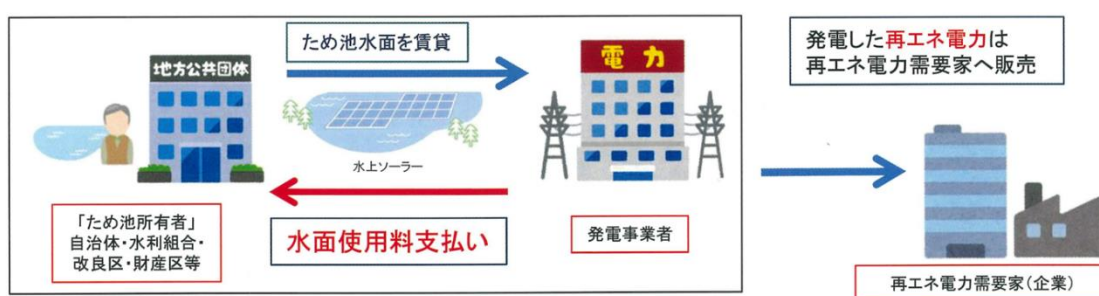 地方公共団体
ため池水面を賃貸
水上ソーラー
電力
発電した再エネ電力は
再エネ電力需要家へ販売
「ため池所有者」
自治体・水利組合・
改良区・財産区等
水面使用料支払い
発電事業者
再エネ電力需要家(企業)